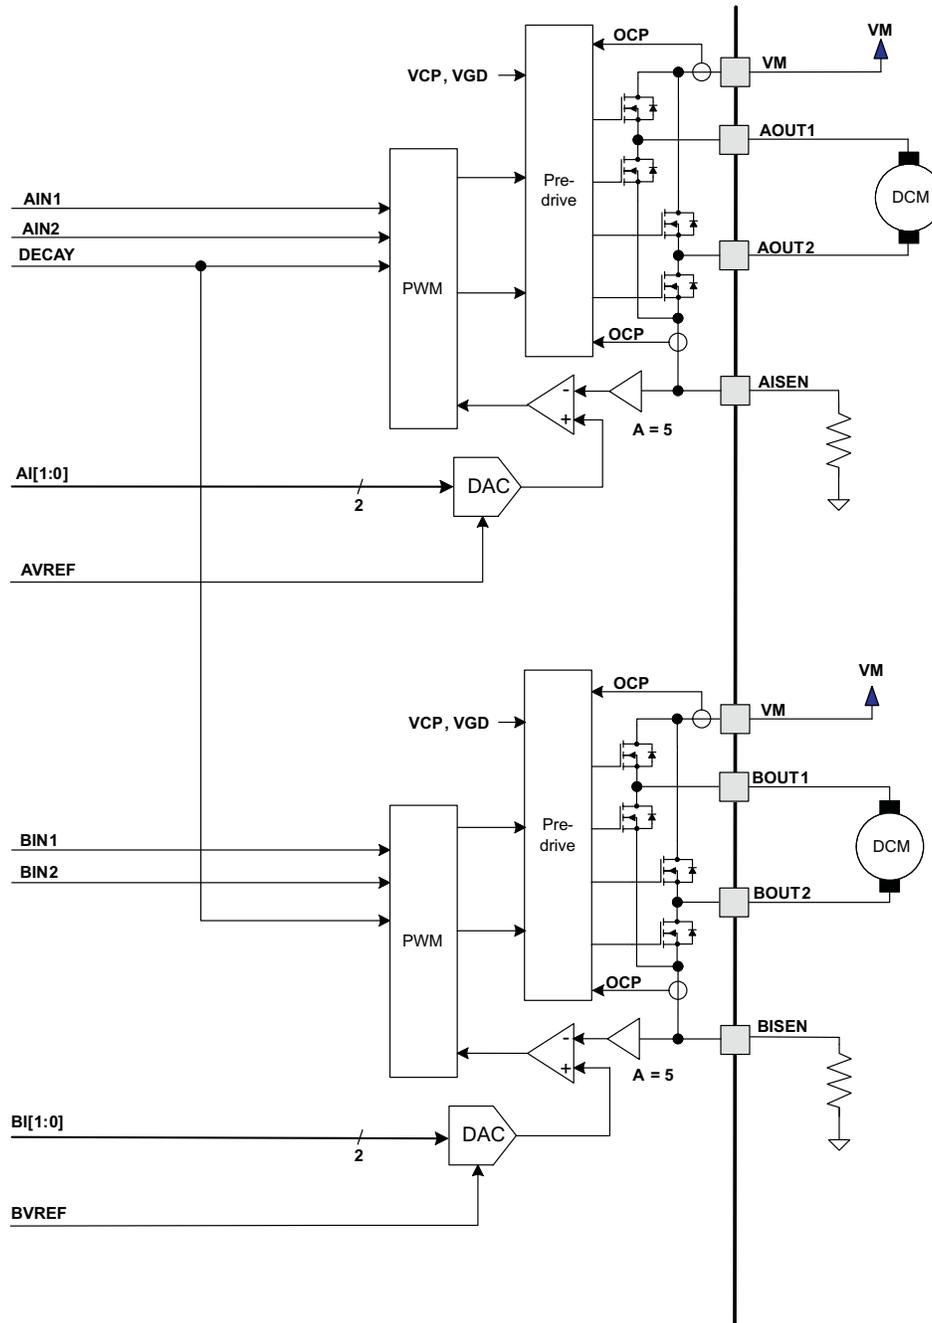 OCP
VM
VM
VCP, VGD
AOUT1
Pre-
drive
DCM
AIN1
AIN2
DECAY
AOUT2
PWM
OCP
AISEN
-
+
A = 5
AI[1:0]
2
DAC
AVREF
OCP
VM
VM
VCP, VGD
BOUT1
Pre-
drive
DCM
BIN1
BIN2
BOUT2
PWM
OCP
BISEN
-
+
A = 5
BI[1:0]
2
DAC
BVREF